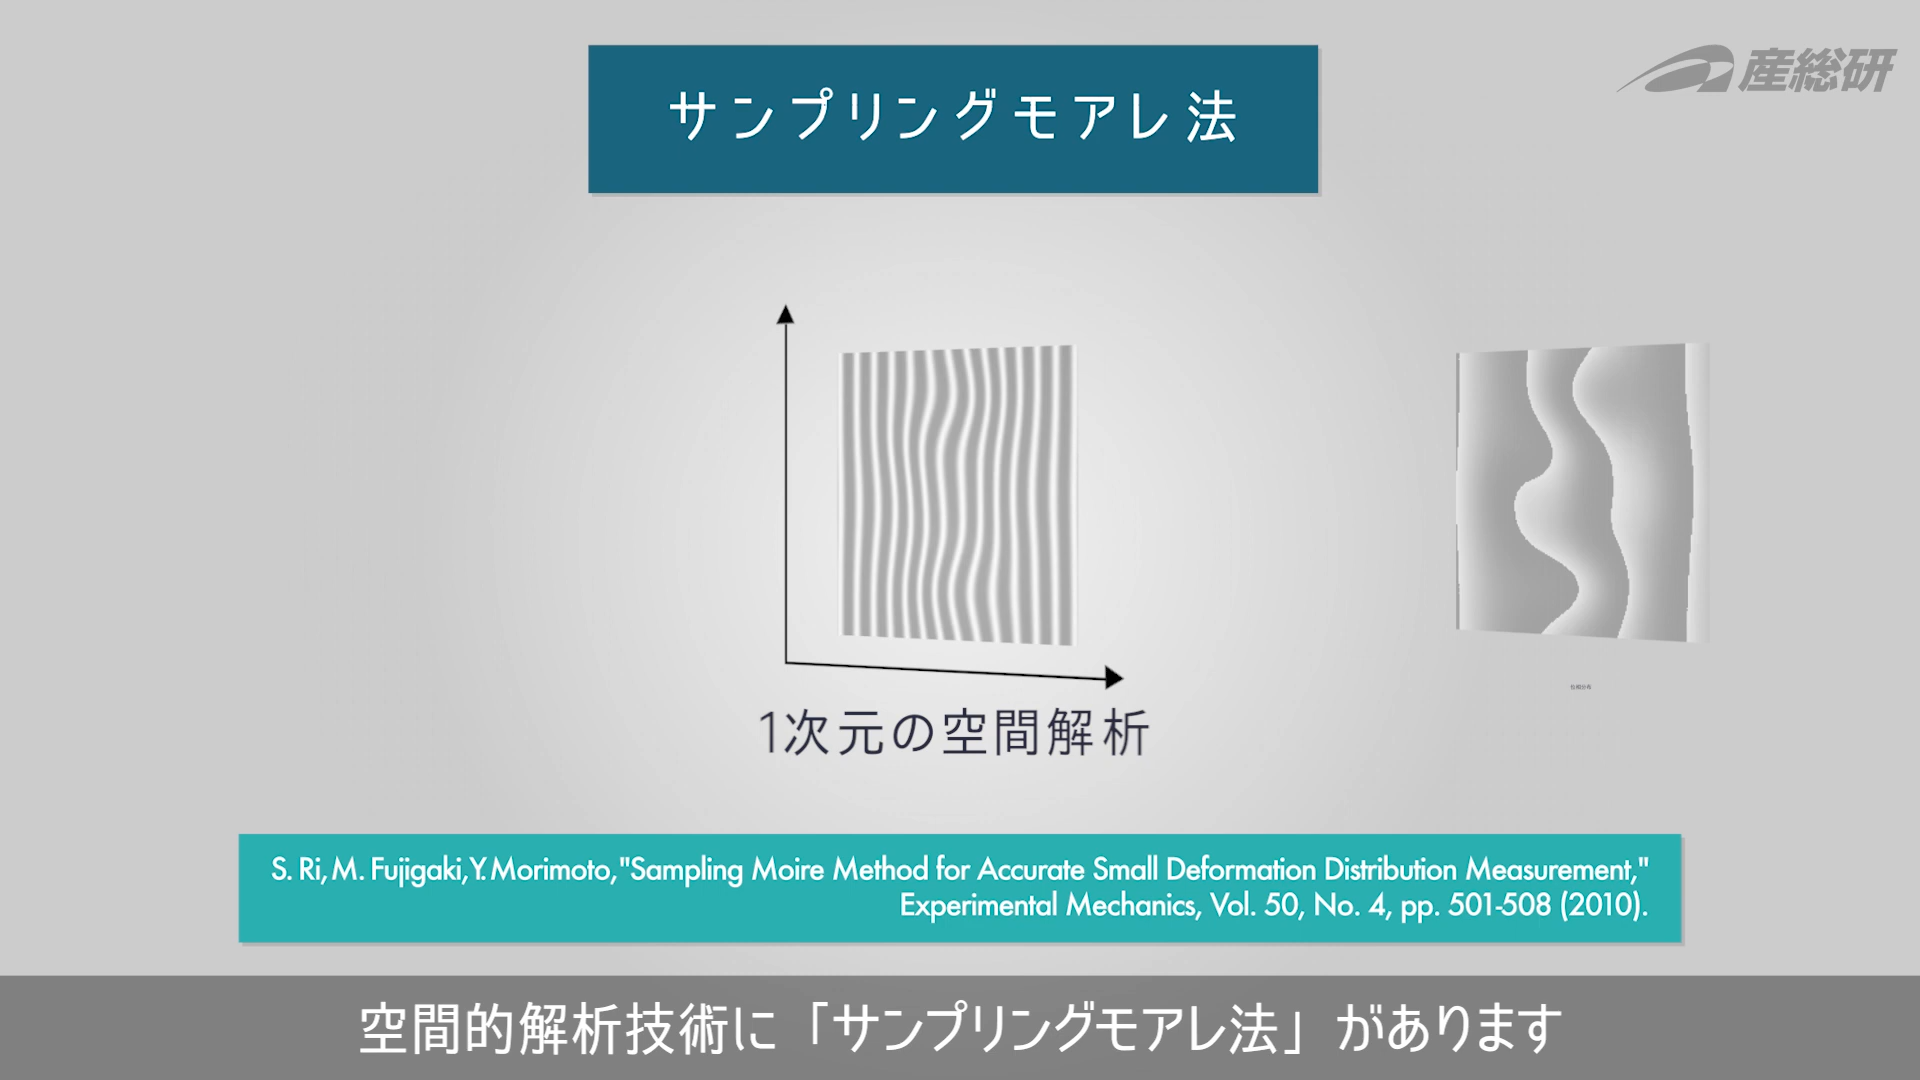 産総研
サンプリングモアレ法
1次元の空間解析
S. Ri, M. Fujigaki, Y. Morimoto, "Sampling Moire Method for Accurate Small Deformation Distribution Measurement,"
Experimental Mechanics, Vol. 50, No. 4, pp. 501-508 (2010).
空間的解析技術に「サンプリングモアレ法」があります